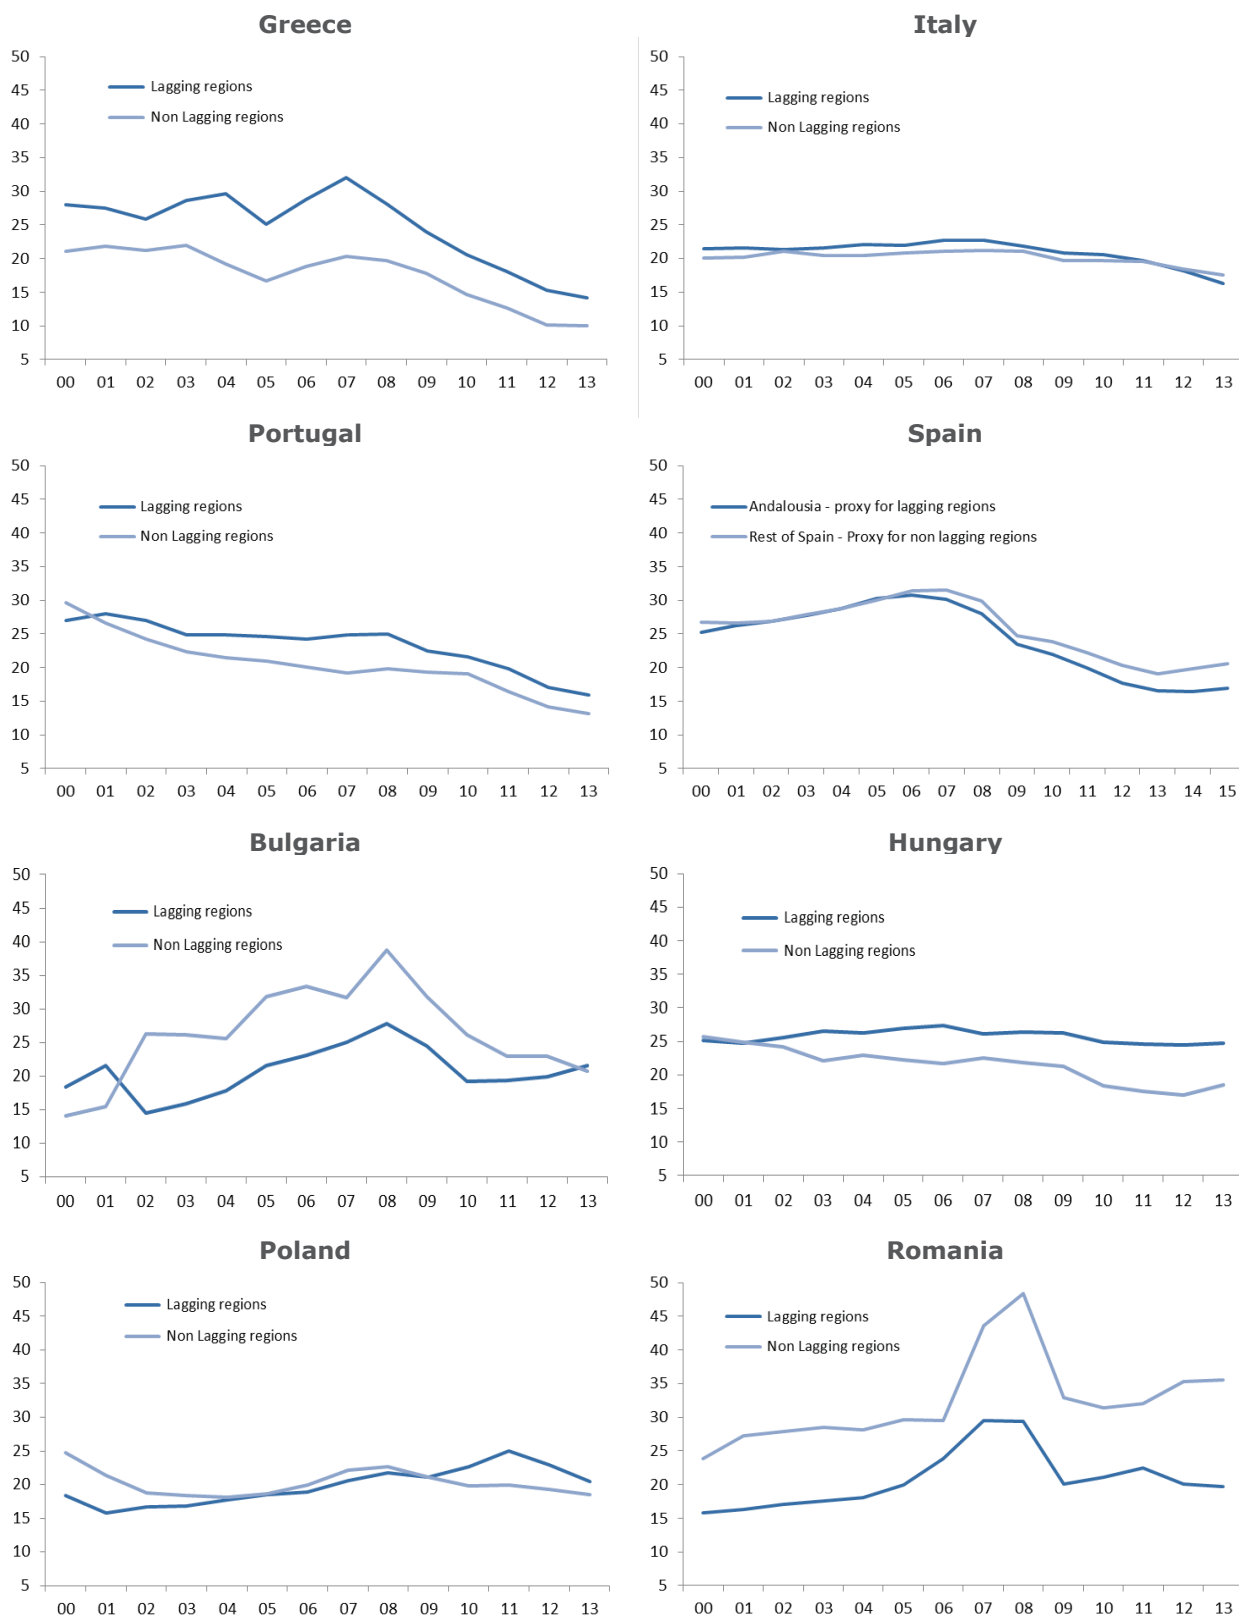 Greece
50
45
40
35
30
25
20
15
10
5
Lagging regions
Non Lagging regions
00 01 02 03 04 05 06 07 08 09 10 11 12 13
Italy
50
45
40
35
30
25
20
15
10
5
Lagging regions
Non Lagging regions
00 01 02 03 04 05 06 07 08 09 10 11 12 13
Portugal
50
45
40
35
30
25
20
15
10
5
Lagging regions
Non Lagging regions
00 01 02 03 04 05 06 07 08 09 10 11 12 13
Spain
50
45
40
35
30
25
20
15
10
5
Andalousia - proxy for lagging regions
Rest of Spain - Proxy for non lagging regions
00 01 02 03 04 05 06 07 08 09 10 11 12 13 14 15
Bulgaria
50
45
40
35
30
25
20
15
10
5
Lagging regions
Non Lagging regions
00 01 02 03 04 05 06 07 08 09 10 11 12 13
Hungary
50
45
40
35
30
25
20
15
10
5
Lagging regions
Non Lagging regions
00 01 02 03 04 05 06 07 08 09 10 11 12 13
Poland
50
45
40
35
30
25
20
15
10
5
Lagging regions
Non Lagging regions
00 01 02 03 04 05 06 07 08 09 10 11 12 13
Romania
50
45
40
35
30
25
20
15
10
5
Lagging regions
Non Lagging regions
00 01 02 03 04 05 06 07 08 09 10 11 12 13